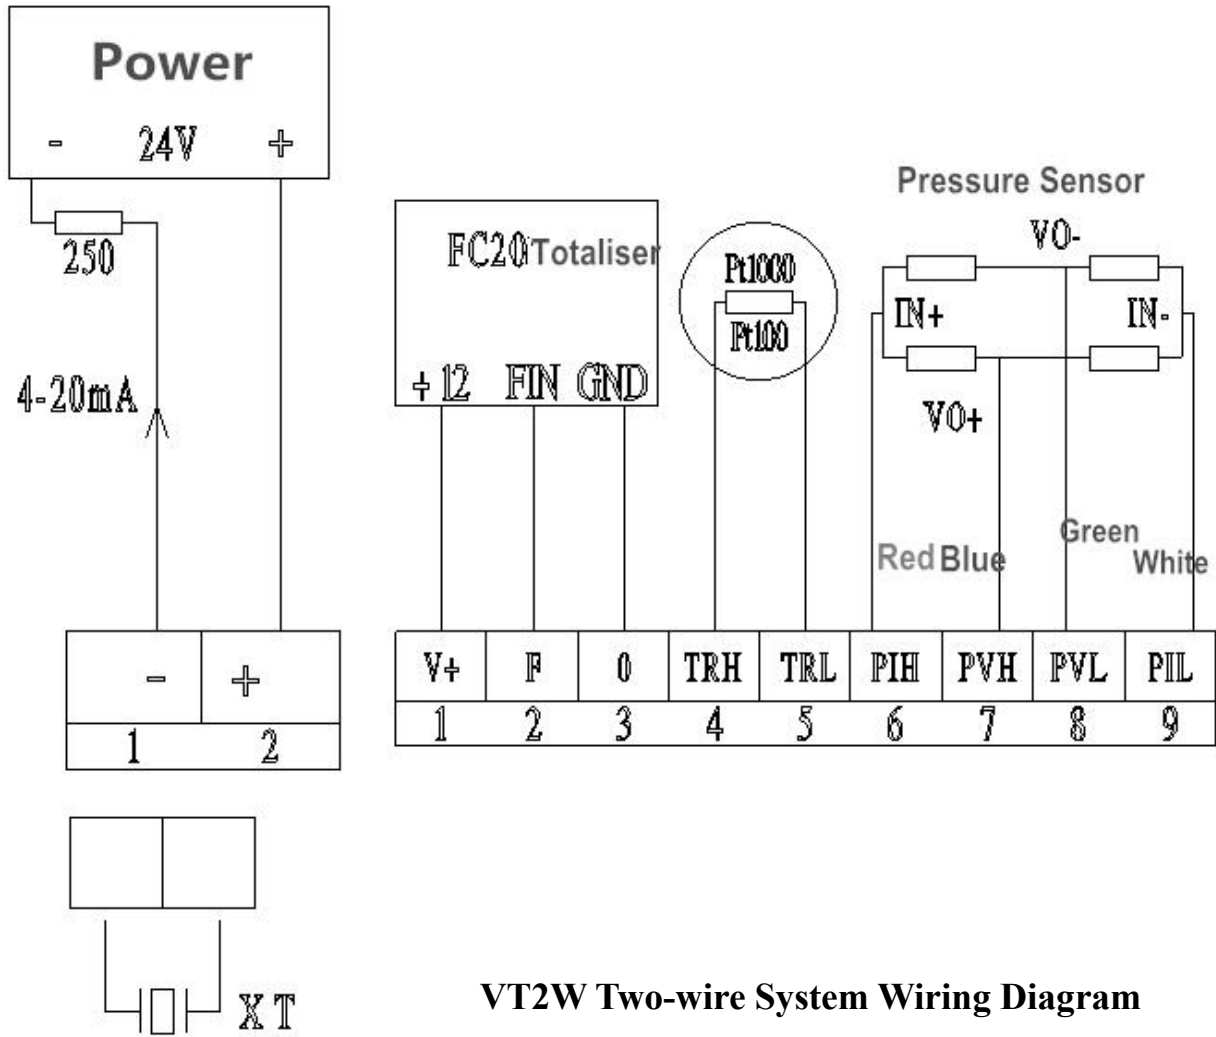 Power
- 24V +
250
4-20mA
- +
1 2
X T
FC20 Totaliser
+12 FIN GND
Pt1000
Pt100
Pressure Sensor
VO-
IN+ IN-
VO+
Red Blue Green White
V+ F 0 TRH TRL PIH PVH PVL PIL
1 2 3 4 5 6 7 8 9
VT2W Two-wire System Wiring Diagram